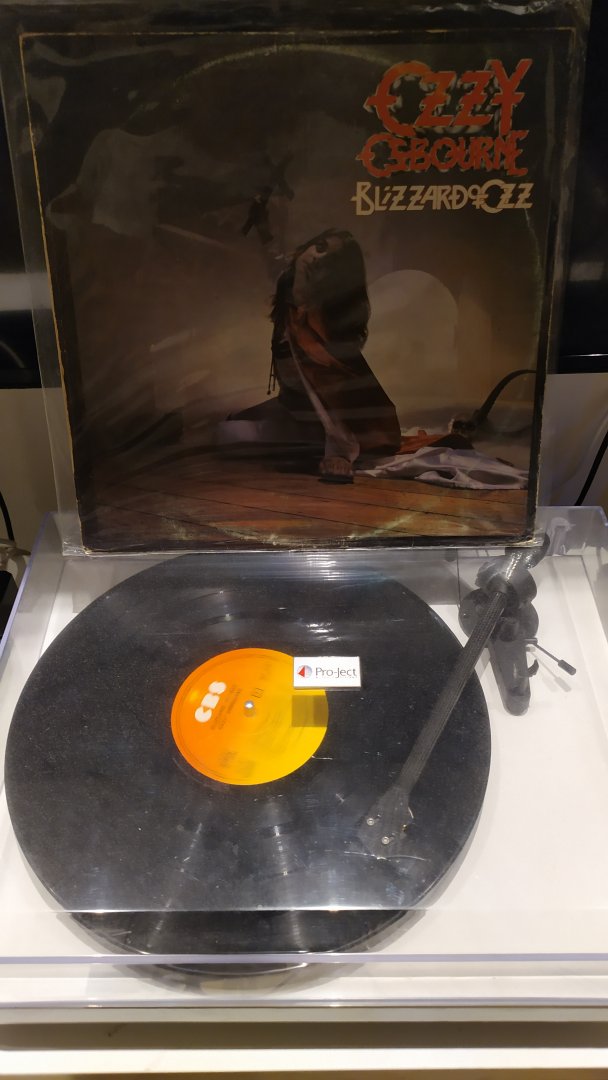 OZZY
OSBOURNE
BLiZZARD OF OZZ
CBS
Pro-Ject